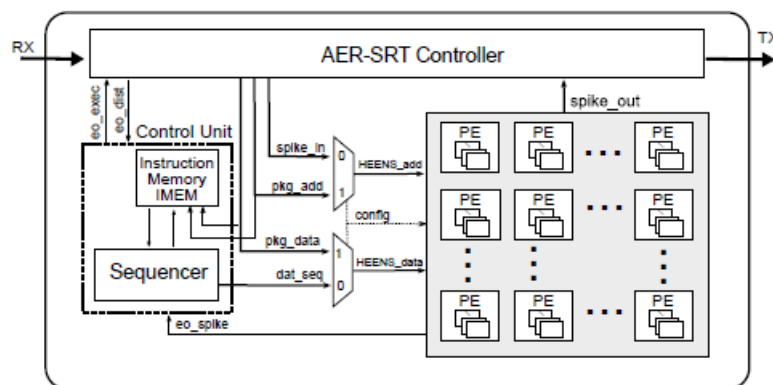 RX
TX
AER-SRT Controller
eo_exec
eo_dist
spike_out
Control Unit
Instruction
Memory
IMEM
spike_in
0
HEENS_add
pkg_add
1
config
pkg_data
1
HEENS_data
dat_seq
0
Sequencer
eo_spike
PE
PE
PE
PE
PE
PE
PE
PE
PE